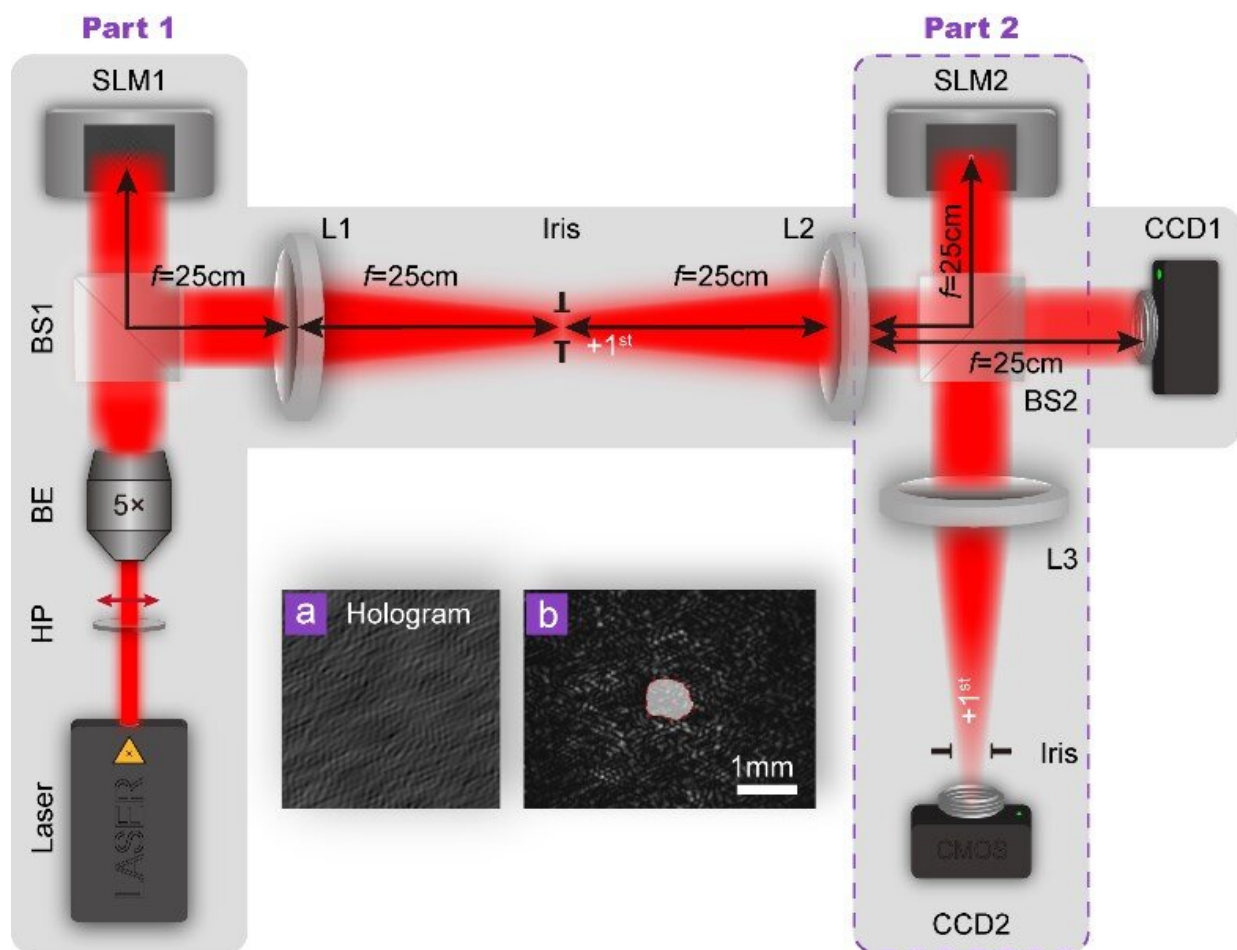 Part 1
Part 2
SLM1
SLM2
L1
Iris
L2
CCD1
f=25cm
f=25cm
f=25cm
f=25cm
BS1
+1st
f=25cm
BS2
BE
5×
L3
HP
a
Hologram
b
1mm
+1st
Iris
Laser
LASER
CMOS
CCD2